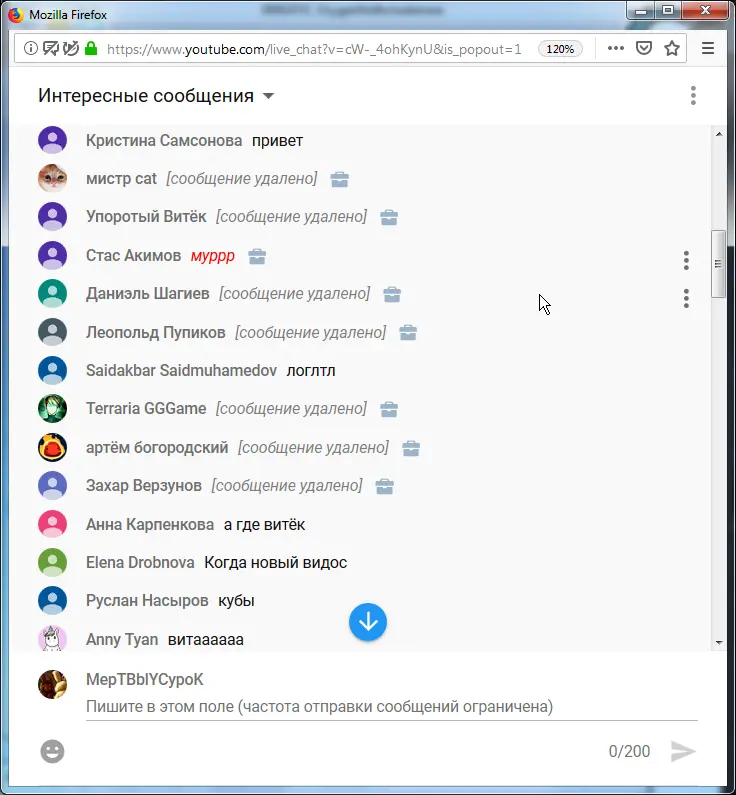 Mozilla Firefox
https://www.youtube.com/live_chat?v=cW-_4ohKynU&is_popout=1 120%
Интересные сообщения
Кристина Самсонова привет
мистр cat [сообщение удалено]
Упоротый Витёк [сообщение удалено]
Стас Акимов муррр
Даниэль Шагиев [сообщение удалено]
Леопольд Пупиков [сообщение удалено]
Saidakbar Saidmuhamedov логлтл
Terraria GGGame [сообщение удалено]
артём богородский [сообщение удалено]
Захар Верзунов [сообщение удалено]
Анна Карпенкова а где витёк
Elena Drobnova Когда новый видос
Руслан Насыров кубы
Anny Tyan витаааааа
MepTBblYCypoK
Пишите в этом поле (частота отправки сообщений ограничена)
0/200